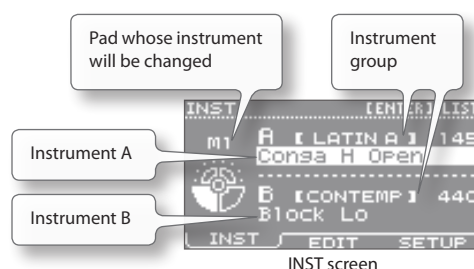 Pad whose instrument
will be changed
Instrument
group
INST [ENTER] LIST
M1 A [ LATIN A ] 145
Instrument A
Conga H Open
B [CONTEMP ] 440
Instrument B
Block Lo
INST EDIT SETUP
INST screen